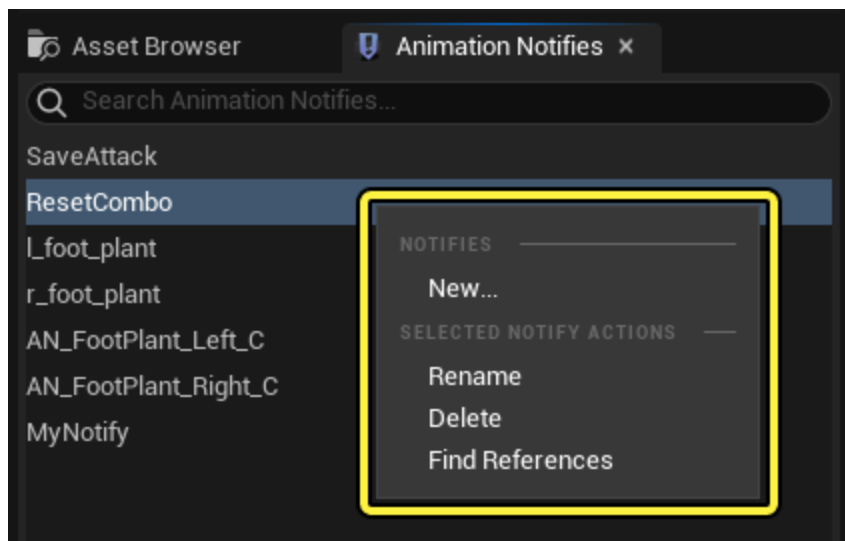 Asset Browser
Animation Notifies
Search Animation Notifies...
SaveAttack
ResetCombo
l_foot_plant
r_foot_plant
AN_FootPlant_Left_C
AN_FootPlant_Right_C
MyNotify
NOTIFIES
New...
SELECTED NOTIFY ACTIONS
Rename
Delete
Find References